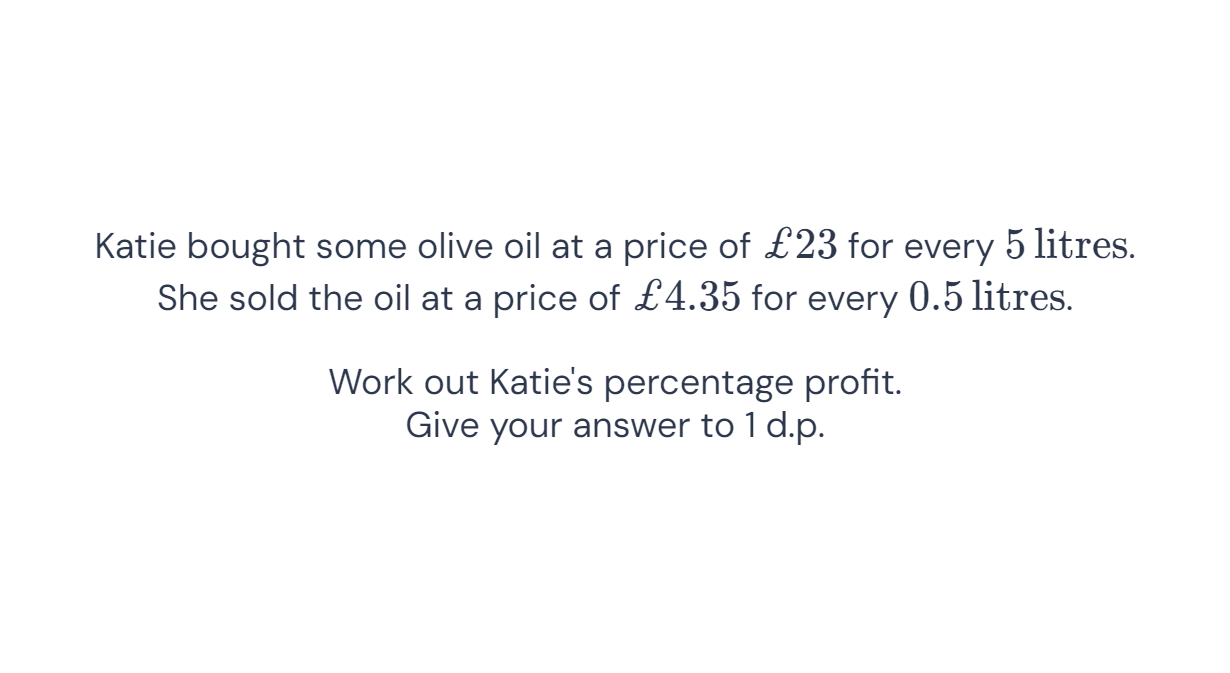 Katie bought some olive oil at a price of £23 for every 5 litres.
She sold the oil at a price of £4.35 for every 0.5 litres.
Work out Katie's percentage profit.
Give your answer to 1 d.p.